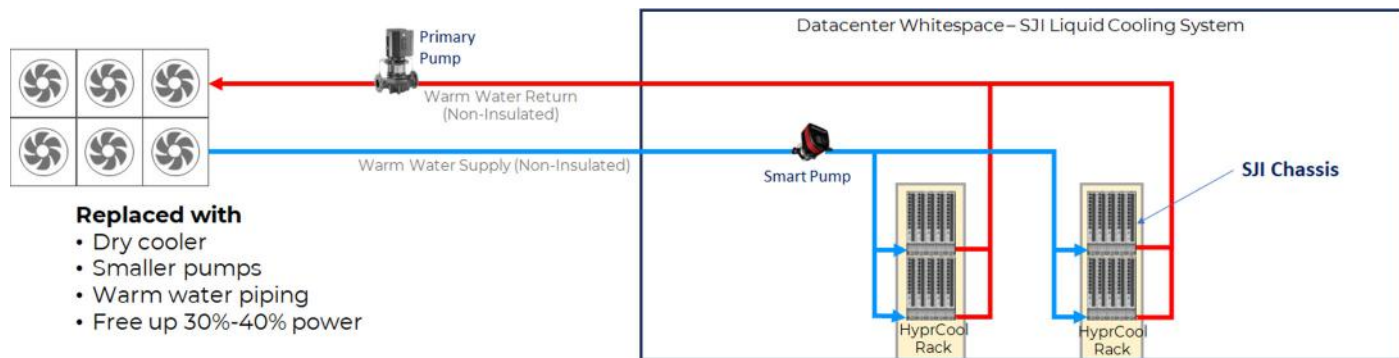 Datacenter Whitespace – SJI Liquid Cooling System
Primary
Pump
Warm Water Return
(Non-Insulated)
Warm Water Supply (Non-Insulated)
Smart Pump
SJI Chassis
HyprCool
Rack
HyprCool
Rack
Replaced with
• Dry cooler
• Smaller pumps
• Warm water piping
• Free up 30%-40% power